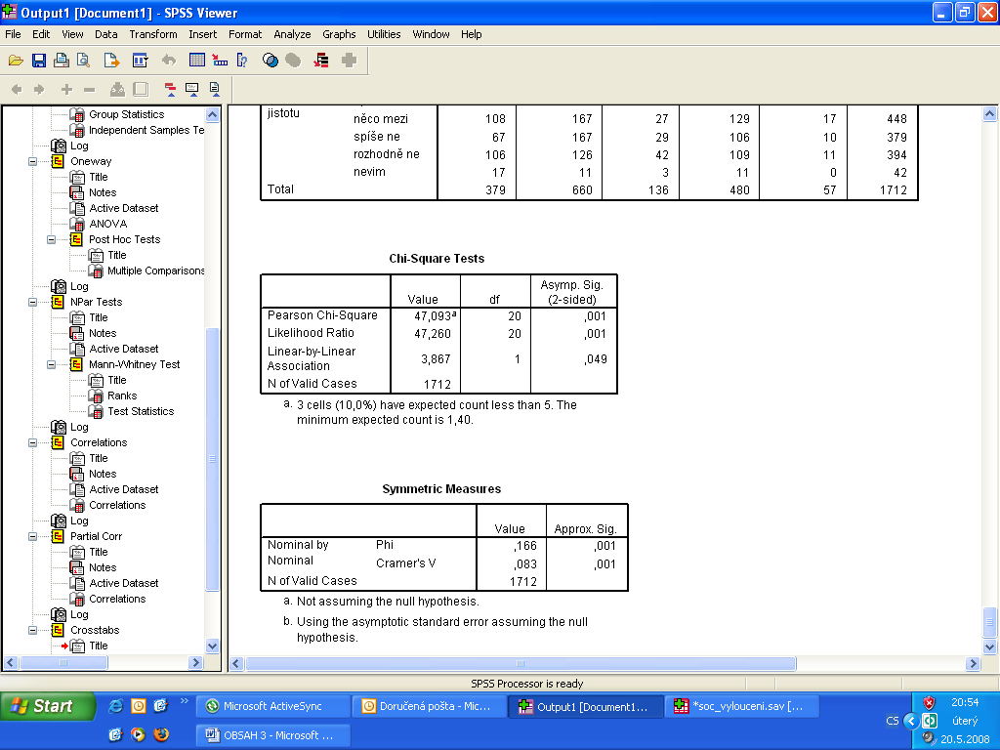 Output1 [Document1] - SPSS Viewer
File Edit View Data Transform Insert Format Analyze Graphs Utilities Window Help
Group Statistics
Independent Samples Te
Log
Oneway
Title
Notes
Active Dataset
ANOVA
Post Hoc Tests
Title
Multiple Comparisons
Log
NPar Tests
Title
Notes
Active Dataset
Mann-Whitney Test
Title
Ranks
Test Statistics
Log
Correlations
Title
Notes
Active Dataset
Correlations
Log
Partial Corr
Title
Notes
Active Dataset
Correlations
Log
Crosstabs
Title
jistotu něco mezi 108 167 27 129 17 448
spíše ne 67 167 29 106 10 379
rozhodně ne 106 126 42 109 11 394
nevim 17 11 3 11 0 42
Total 379 660 136 480 57 1712
Chi-Square Tests
Value df Asymp. Sig. (2-sided)
Pearson Chi-Square 47,093a 20 ,001
Likelihood Ratio 47,260 20 ,001
Linear-by-Linear Association 3,867 1 ,049
N of Valid Cases 1712
a. 3 cells (10,0%) have expected count less than 5. The
minimum expected count is 1,40.
Symmetric Measures
Value Approx. Sig.
Nominal by Nominal Phi ,166 ,001
Cramer's V ,083 ,001
N of Valid Cases 1712
a. Not assuming the null hypothesis.
b. Using the asymptotic standard error assuming the null
hypothesis.
SPSS Processor is ready
Start
Microsoft ActiveSync
Doručená pošta - Mic...
Output1 [Document1...
*soc_vylouceni.sav [...
OBSAH 3 - Microsoft ...
CS
20:54
úterý
20.5.2008